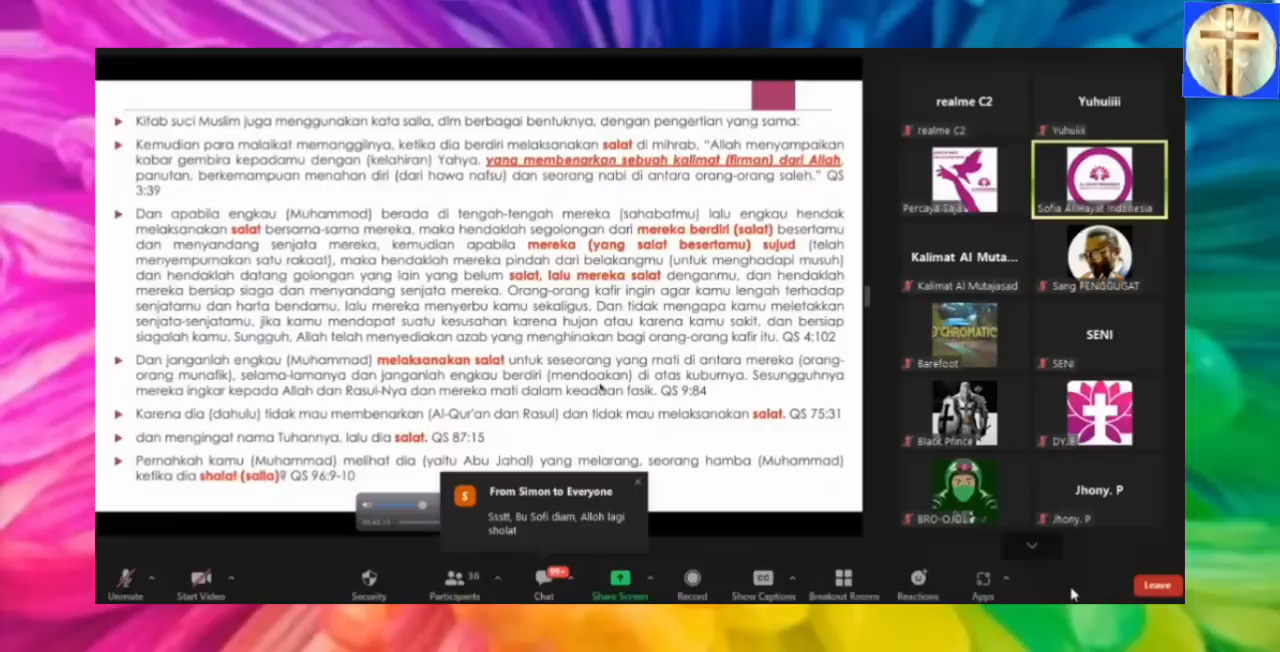 Kitab suci Muslim juga menggunakan kata salla, dlm berbagai bentuknya, dengan pengertian yang sama:
Kemudian para malaikat memanggilnya, ketika dia berdiri melaksanakan salat di mihrab, "Allah menyampaikan
kabar gembira kepadamu dengan (kelahiran) Yahya, yang membenarkan sebuah kalimat (firman) dari Allah,
panutan, berkemampuan menahan diri (dari hawa nafsu) dan seorang nabi di antara orang-orang saleh." QS
3:39
Dan apabila engkau (Muhammad) berada di tengah-tengah mereka (sahabatmu) lalu engkau hendak
melaksanakan salat bersama-sama mereka, maka hendaklah segolongan dari mereka berdiri (salat) besertamu
dan menyandang senjata mereka, kemudian apabila mereka (yang salat besertamu) sujud (telah
menyempurnakan satu rakaat), maka hendaklah mereka pindah dari belakangmu (untuk menghadapi musuh)
dan hendaklah datang golongan yang lain yang belum salat, lalu mereka salat denganmu, dan hendaklah
mereka bersiap siaga dan menyandang senjata mereka. Orang-orang kafir ingin agar kamu lengah terhadap
senjatamu dan harta bendamu, lalu mereka menyerbu kamu sekaligus. Dan tidak mengapa kamu meletakkan
senjata-senjatamu, jika kamu mendapat suatu kesusahan karena hujan atau karena kamu sakit, dan bersiap
siagalah kamu. Sungguh, Allah telah menyediakan azab yang menghinakan bagi orang-orang kafir itu. QS 4:102
Dan janganlah engkau (Muhammad) melaksanakan salat untuk seseorang yang mati di antara mereka (orang-
orang munafik), selama-lamanya dan janganlah engkau berdiri (mendoakan) di atas kuburnya. Sesungguhnya
mereka ingkar kepada Allah dan Rasul-Nya dan mereka mati dalam keadaan fasik. QS 9:84
Karena dia (dahulu) tidak mau membenarkan (Al-Qur'an dan Rasul) dan tidak mau melaksanakan salat. QS 75:31
dan mengingat nama Tuhannya, lalu dia salat. QS 87:15
Pernahkah kamu (Muhammad) melihat dia (yaitu Abu Jahal) yang melarang, seorang hamba (Muhammad)
ketika dia shalat (salla)? QS 96:9-10
S
From Simon to Everyone
Ssstt, Bu Sofi diam, Alloh lagi
sholat
realme C2
realme C2
Yuhuiiii
Yuhuiiii
Percaya Saja
Sofia Alwayat Indonesia
Kalimat Al Muta...
Kalimat Al Mutajasad
Sang PENGGUGAT
D'CHROMATIC
Barefoot
SENI
SENI
Black Prince
DY.B
BRO-OJOL
Jhony. P
Jhony. P
Unmute
Start Video
Security
36
Participants
99+
Chat
Share Screen
Record
CC
Show Captions
Breakout Rooms
Reactions
Apps
Leave